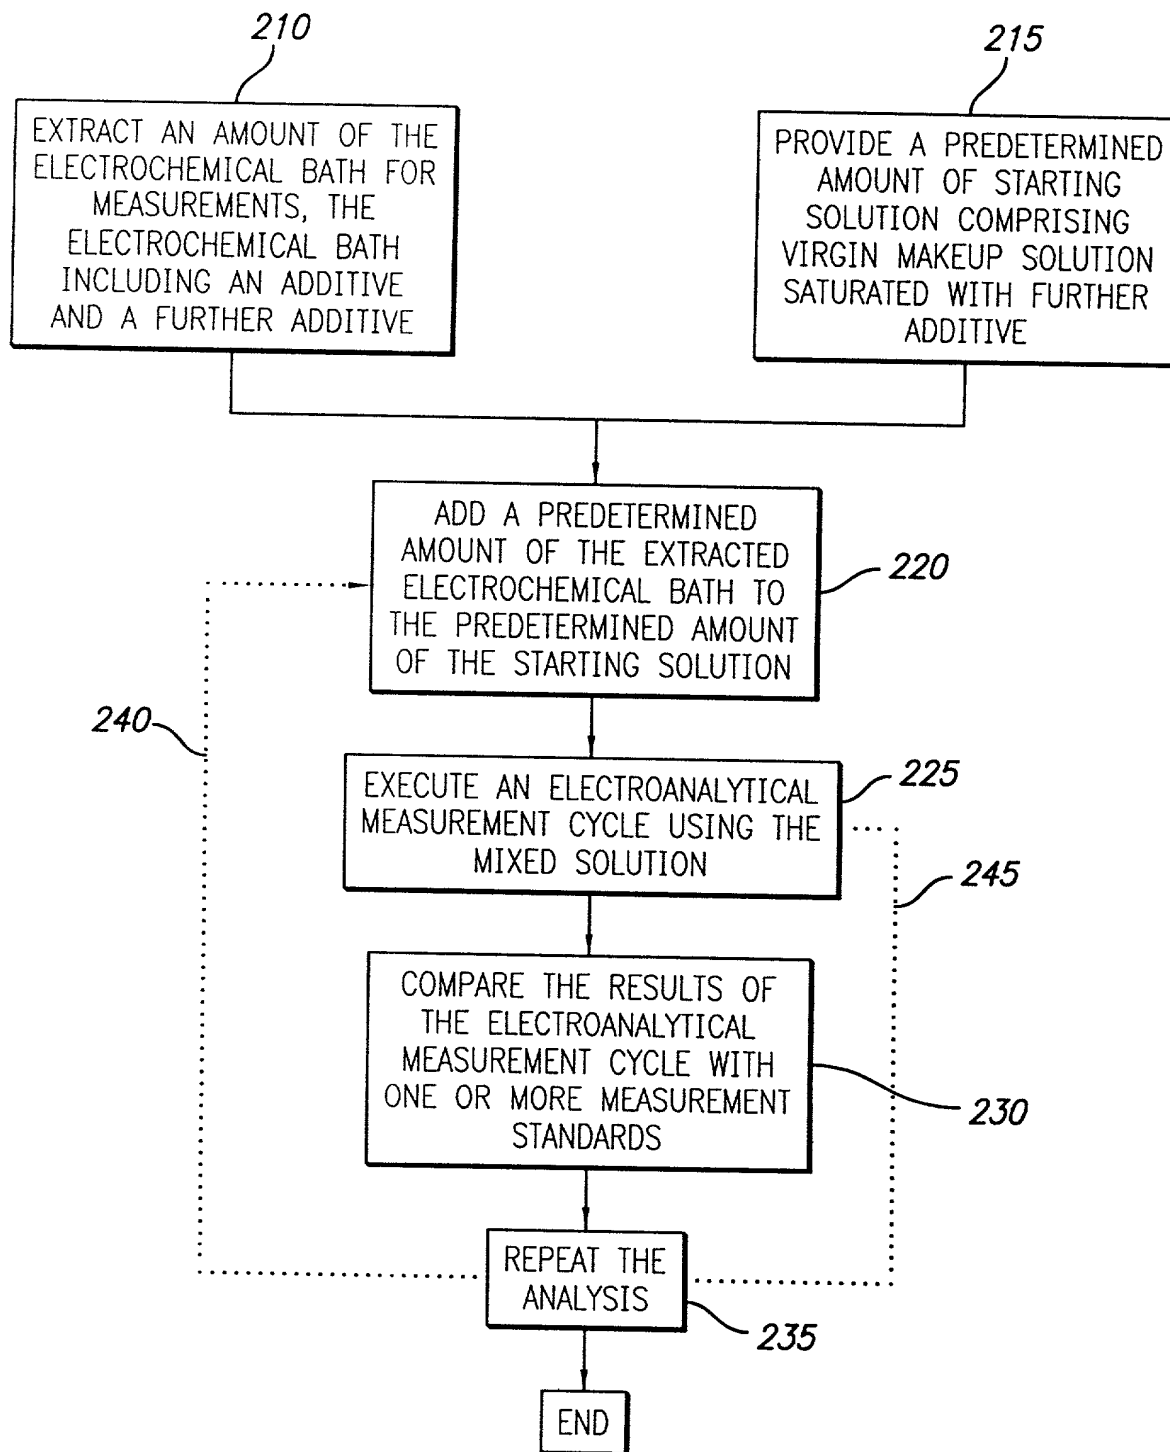 210
215
EXTRACT AN AMOUNT OF THE
ELECTROCHEMICAL BATH FOR
MEASUREMENTS, THE
ELECTROCHEMICAL BATH
INCLUDING AN ADDITIVE
AND A FURTHER ADDITIVE
PROVIDE A PREDETERMINED
AMOUNT OF STARTING
SOLUTION COMPRISING
VIRGIN MAKEUP SOLUTION
SATURATED WITH FURTHER
ADDITIVE
ADD A PREDETERMINED
AMOUNT OF THE EXTRACTED
ELECTROCHEMICAL BATH TO
THE PREDETERMINED AMOUNT
OF THE STARTING SOLUTION
220
240
EXECUTE AN ELECTROANALYTICAL
MEASUREMENT CYCLE USING THE
MIXED SOLUTION
225
245
COMPARE THE RESULTS OF
THE ELECTROANALYTICAL
MEASUREMENT CYCLE WITH
ONE OR MORE MEASUREMENT
STANDARDS
230
REPEAT THE
ANALYSIS
235
END